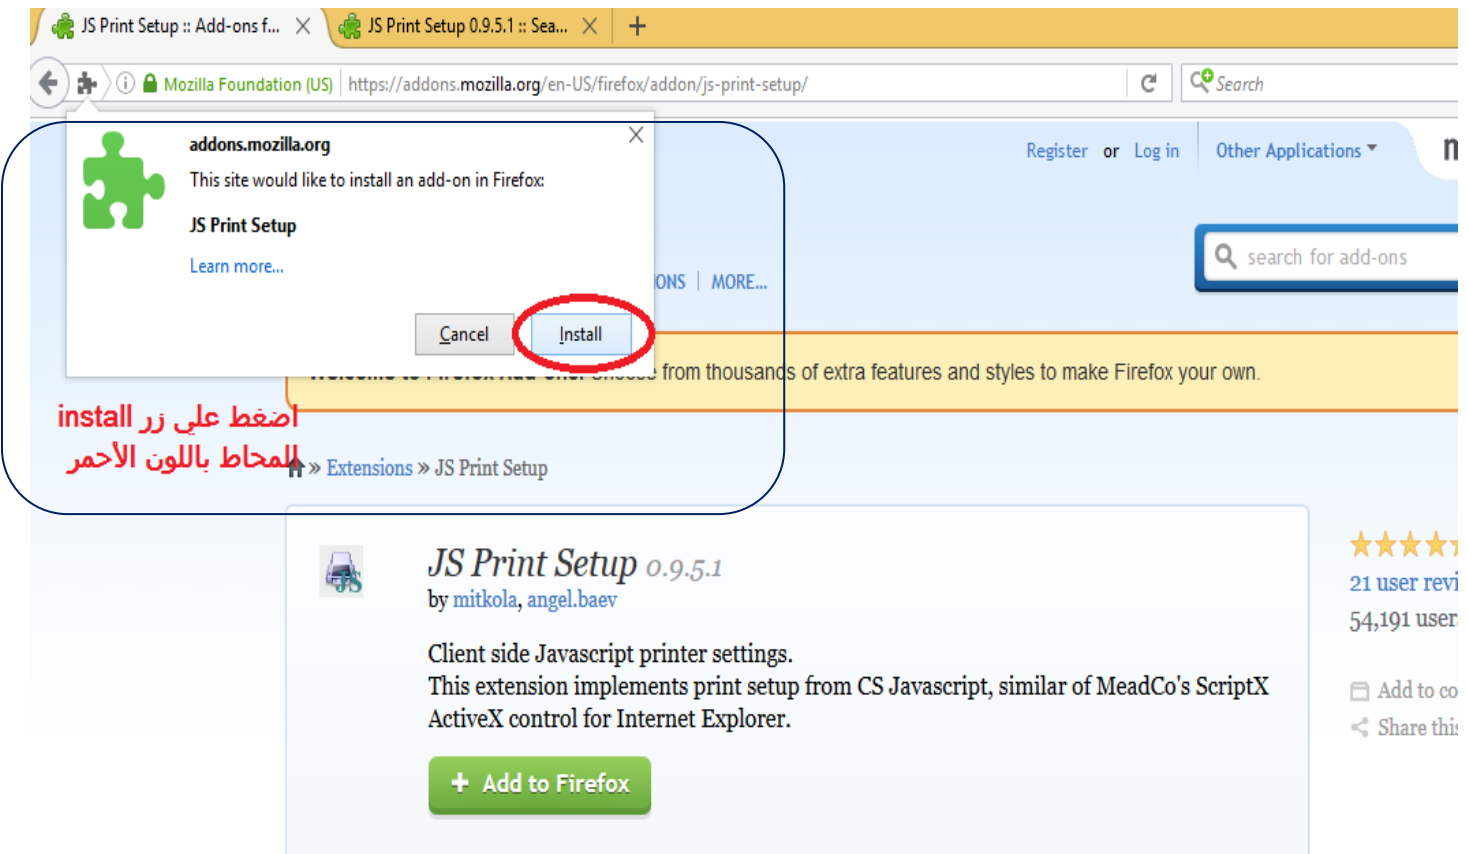 JS Print Setup :: Add-ons f...
JS Print Setup 0.9.5.1 :: Sea...
Mozilla Foundation (US)
https://addons.mozilla.org/en-US/firefox/addon/js-print-setup/
Search
addons.mozilla.org
This site would like to install an add-on in Firefox:
JS Print Setup
Learn more...
Cancel
Install
Register or Log in
Other Applications
search for add-ons
MORE...
from thousands of extra features and styles to make Firefox your own.
اضغط علي زر install
المحاط باللون الأحمر
» Extensions » JS Print Setup
JS Print Setup 0.9.5.1
by mitkola, angel.baev
Client side Javascript printer settings.
This extension implements print setup from CS Javascript, similar of MeadCo's ScriptX
ActiveX control for Internet Explorer.
+ Add to Firefox
21 user revi
54,191 user
Add to co
Share this